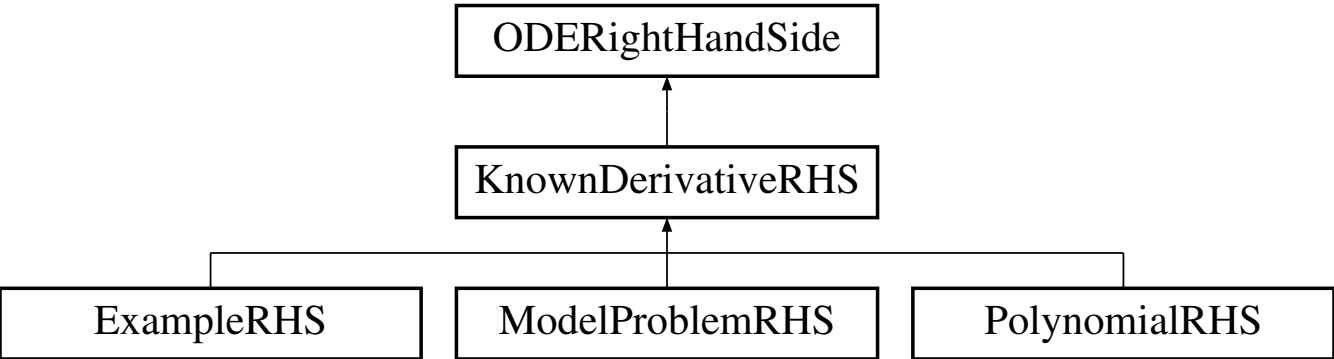 ODERightHandSide
KnownDerivativeRHS
ExampleRHS
ModelProblemRHS
PolynomialRHS